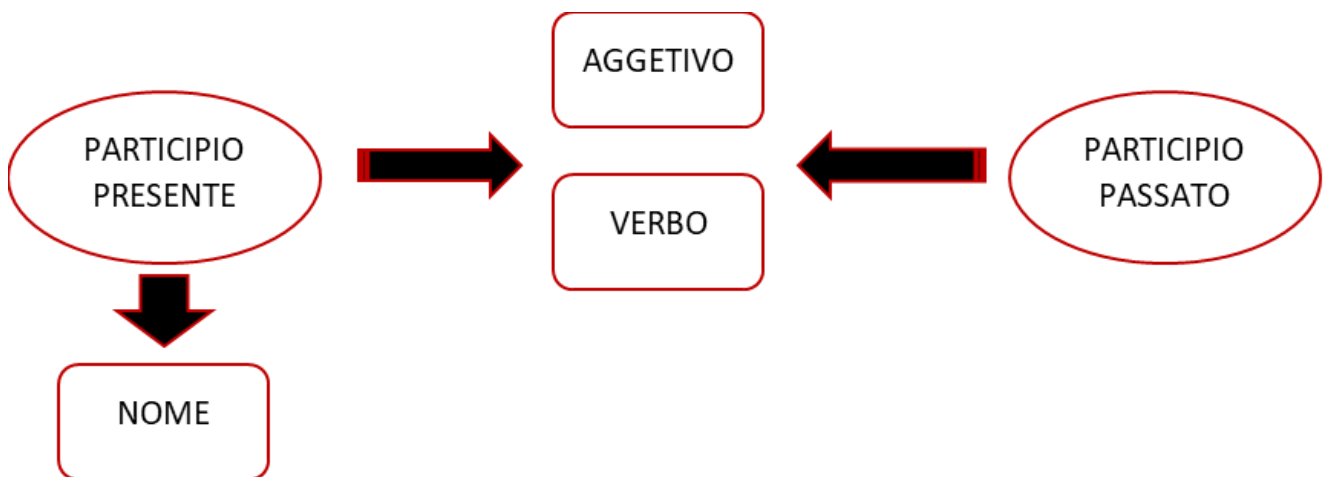 AGGETIVO
PARTICIPIO
PRESENTE
PARTICIPIO
PASSATO
VERBO
NOME